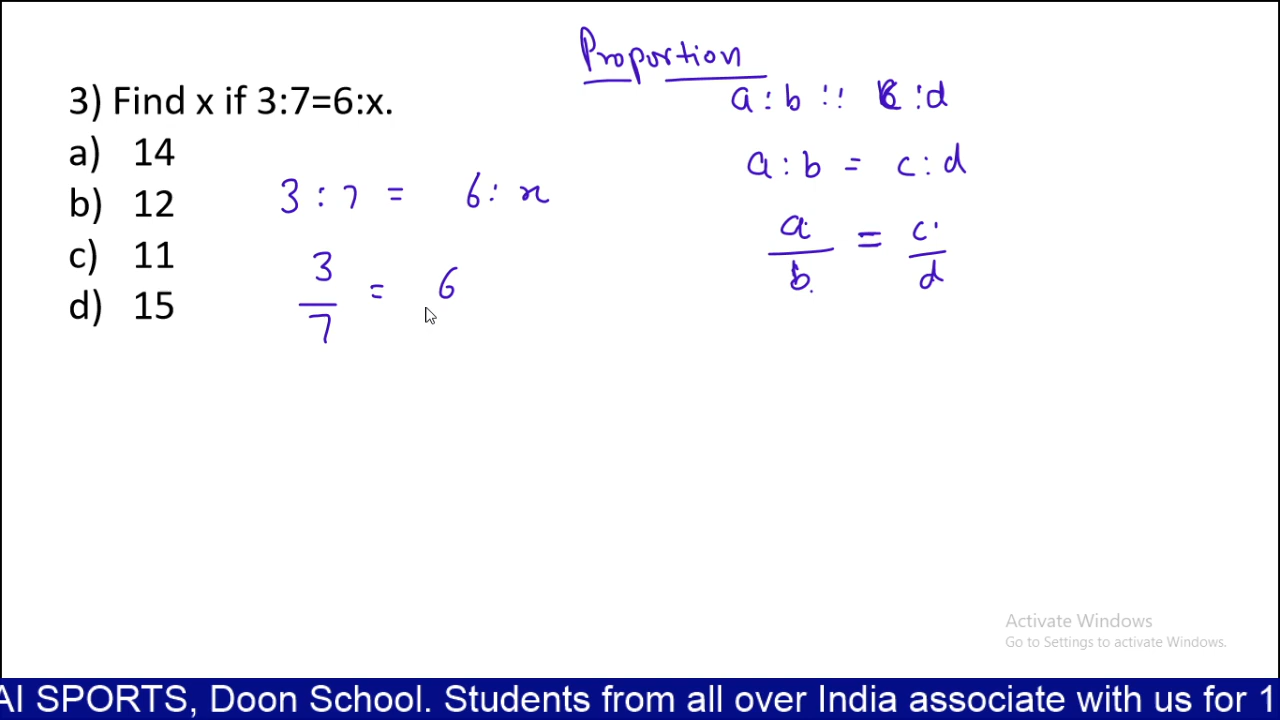 Proportion
a : b :: c : d
3) Find x if 3:7=6:x.
a) 14
b) 12
c) 11
d) 15
3 : 7 = 6 : x
3/7 = 6
a : b = c : d
a/b = c/d
Activate Windows
Go to Settings to activate Windows.
AI SPORTS, Doon School. Students from all over India associate with us for 1